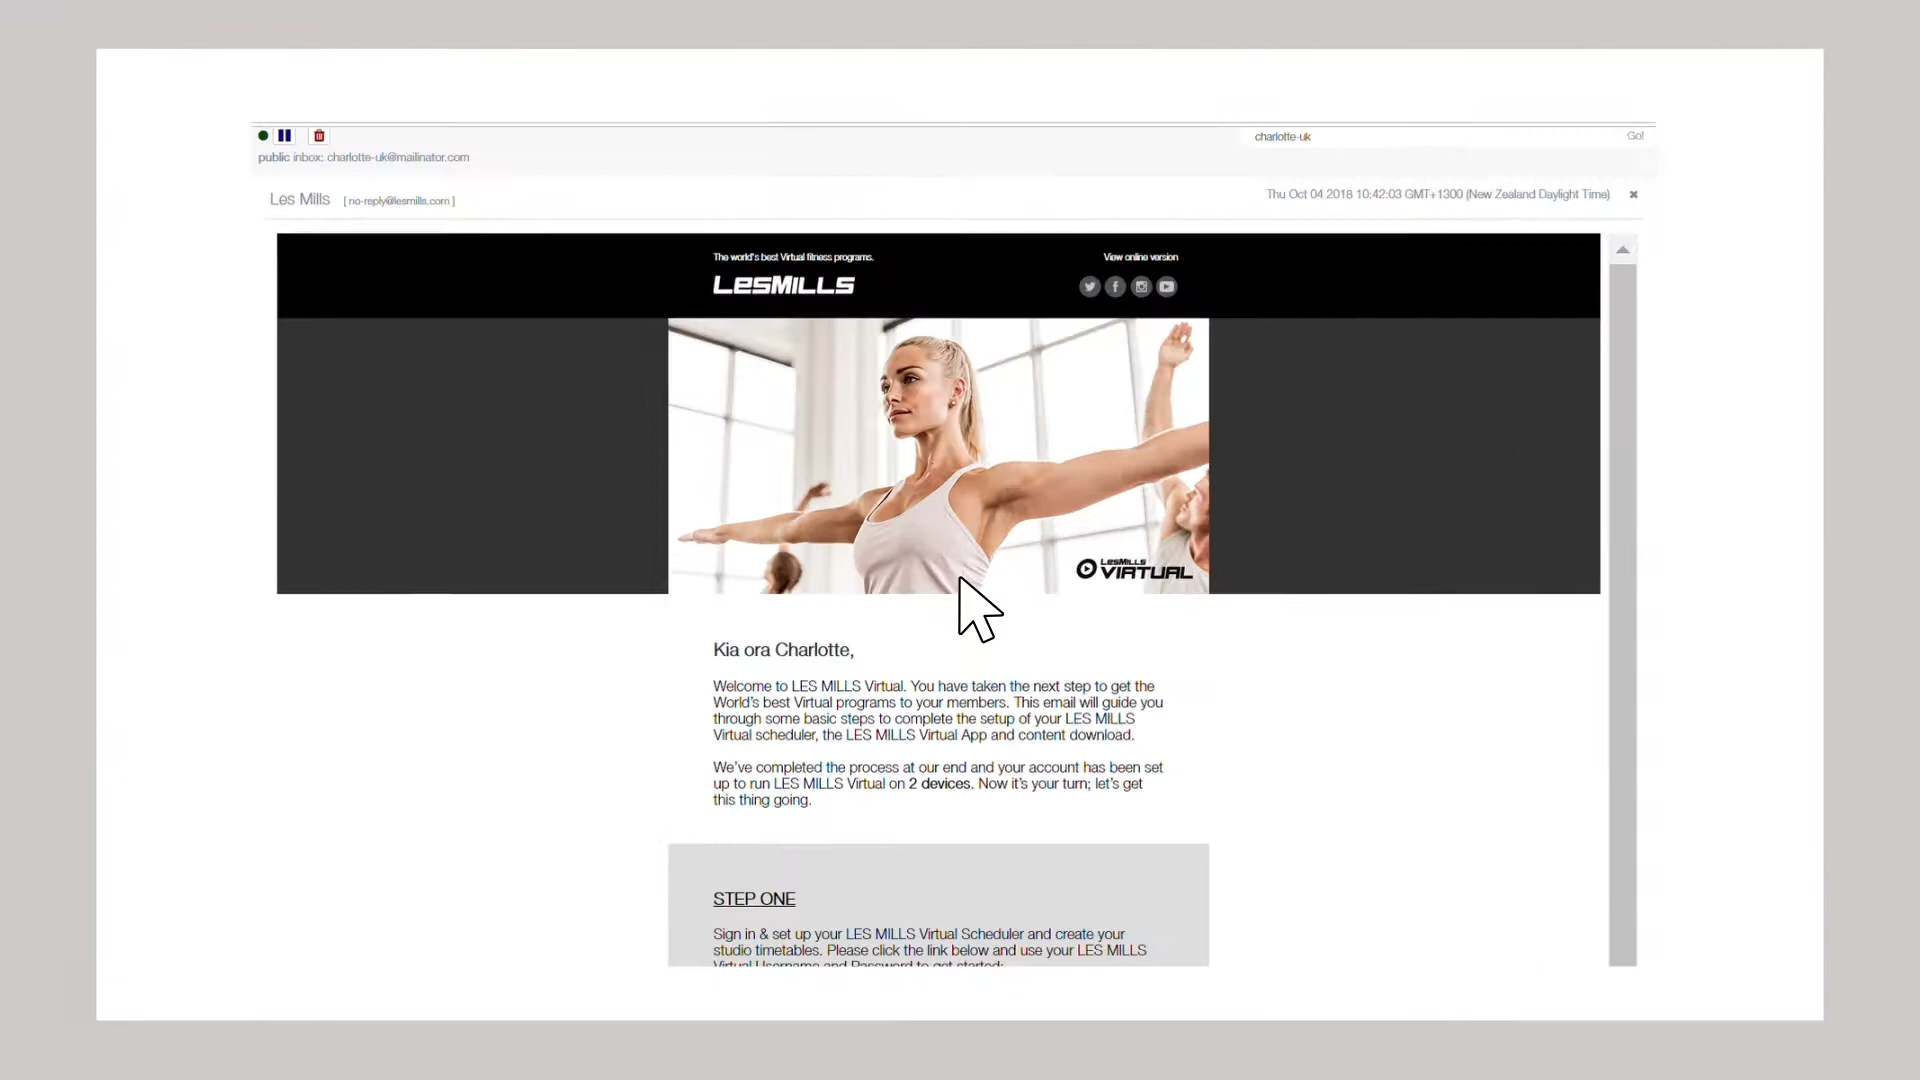 charlotte-uk
Go!
public inbox: charlotte-uk@mailinator.com
Les Mills [ no-reply@lesmills.com ]
Thu Oct 04 2018 10:42:03 GMT+1300 (New Zealand Daylight Time)
The world's best Virtual fitness programs.
View online version
LESMILLS
LESMILLS
VIRTUAL
Kia ora Charlotte,
Welcome to LES MILLS Virtual. You have taken the next step to get the
World's best Virtual programs to your members. This email will guide you
through some basic steps to complete the setup of your LES MILLS
Virtual scheduler, the LES MILLS Virtual App and content download.
We've completed the process at our end and your account has been set
up to run LES MILLS Virtual on 2 devices. Now it's your turn; let's get
this thing going.
STEP ONE
Sign in & set up your LES MILLS Virtual Scheduler and create your
studio timetables. Please click the link below and use your LES MILLS
Virtual Username and Password to get started: